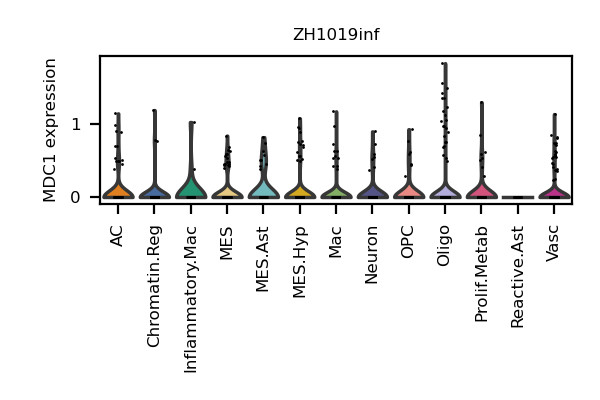 ZH1019inf
MDC1 expression
1
0
AC
Chromatin.Reg
Inflammatory.Mac
MES
MES.Ast
MES.Hyp
Mac
Neuron
OPC
Oligo
Prolif.Metab
Reactive.Ast
Vasc